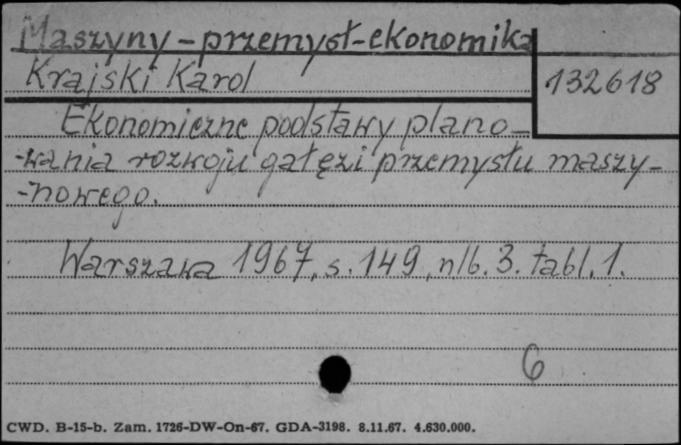 Maszyny - przemysł - ekonomika
Krajski Karol
132618
Ekonomiczne podstawy plano-
-wania rozwoju gałęzi przemysłu maszy-
-nowego.
Warszawa 1967, s. 149, nlb. 3. tabl. 1.
6
CWD. B-15-b. Zam. 1726-DW-On-67. GDA-3198. 8.11.67. 4.630.000.